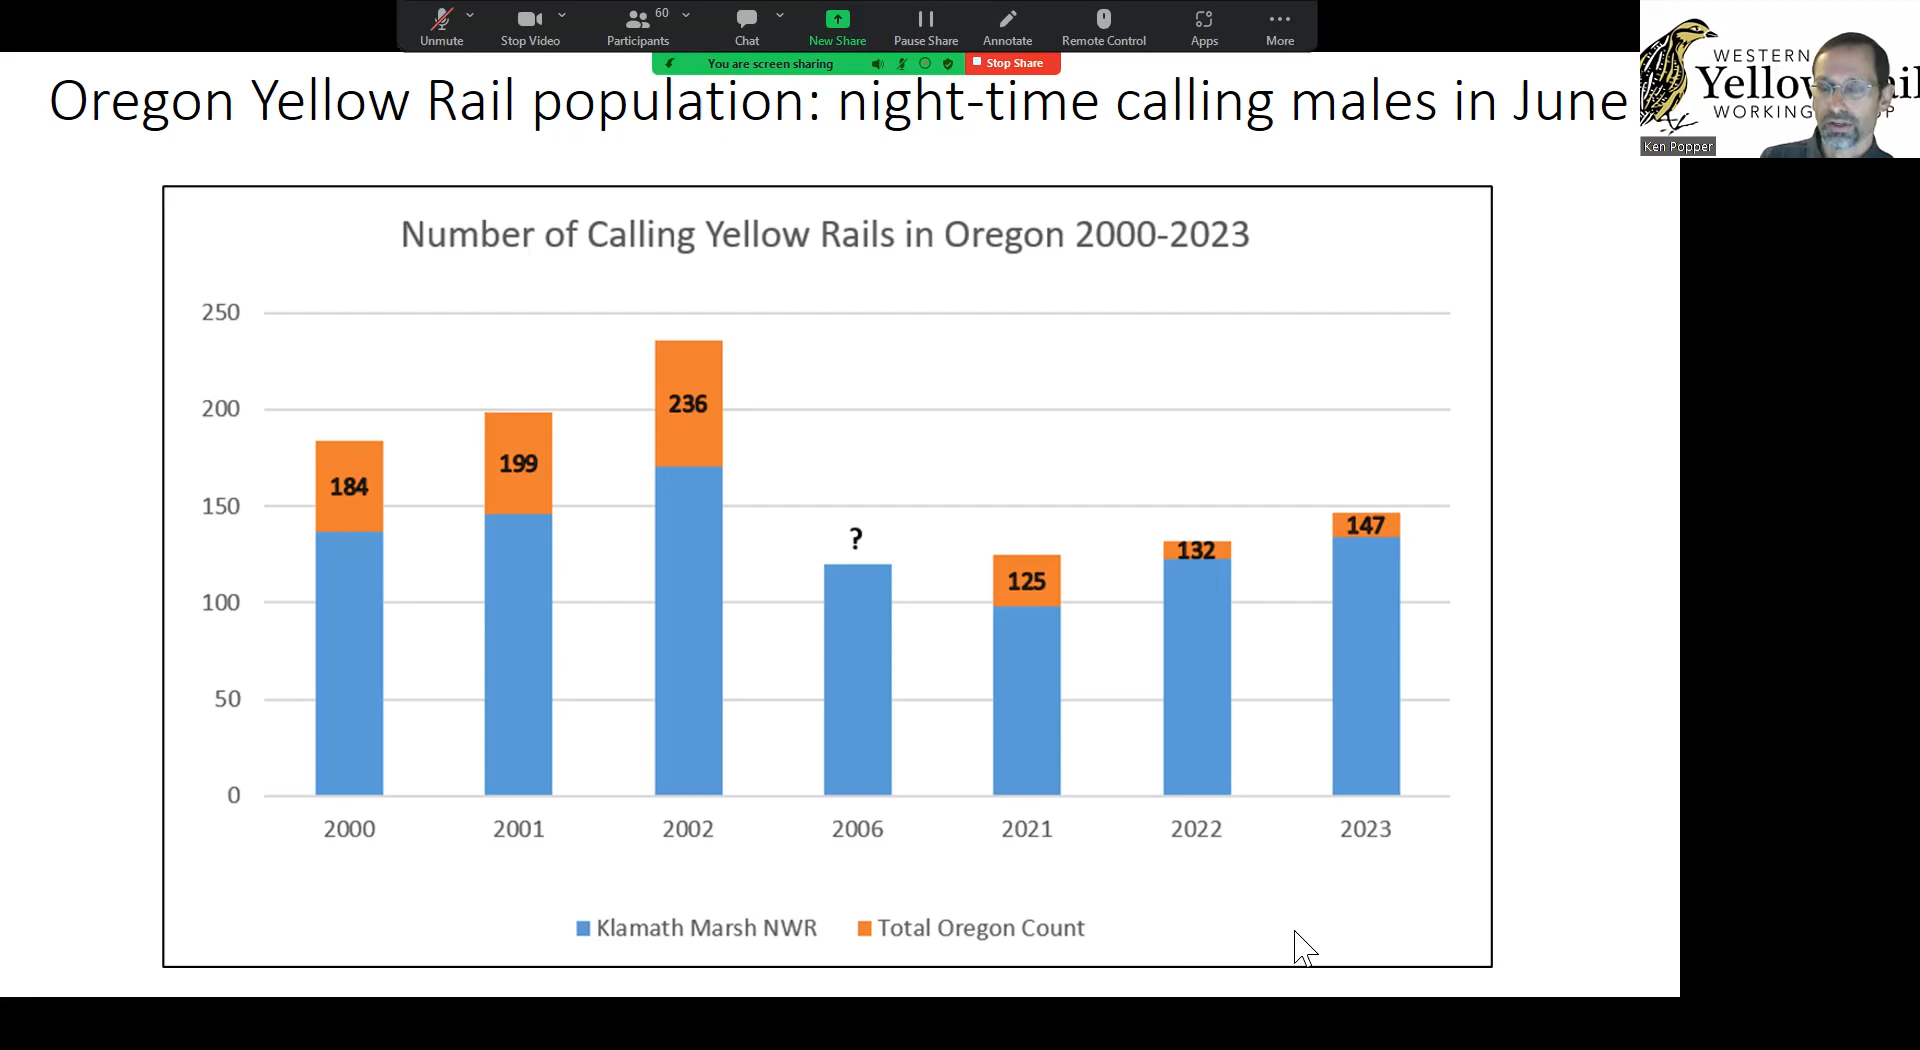 Unmute
Stop Video
60
Participants
Chat
New Share
Pause Share
Annotate
Remote Control
Apps
More
You are screen sharing
Stop Share
Oregon Yellow Rail population: night-time calling males in June
WESTERN
WORKING
Ken Popper
Number of Calling Yellow Rails in Oregon 2000-2023
250
200
150
100
50
0
184
199
236
?
125
132
147
2000
2001
2002
2006
2021
2022
2023
Klamath Marsh NWR
Total Oregon Count